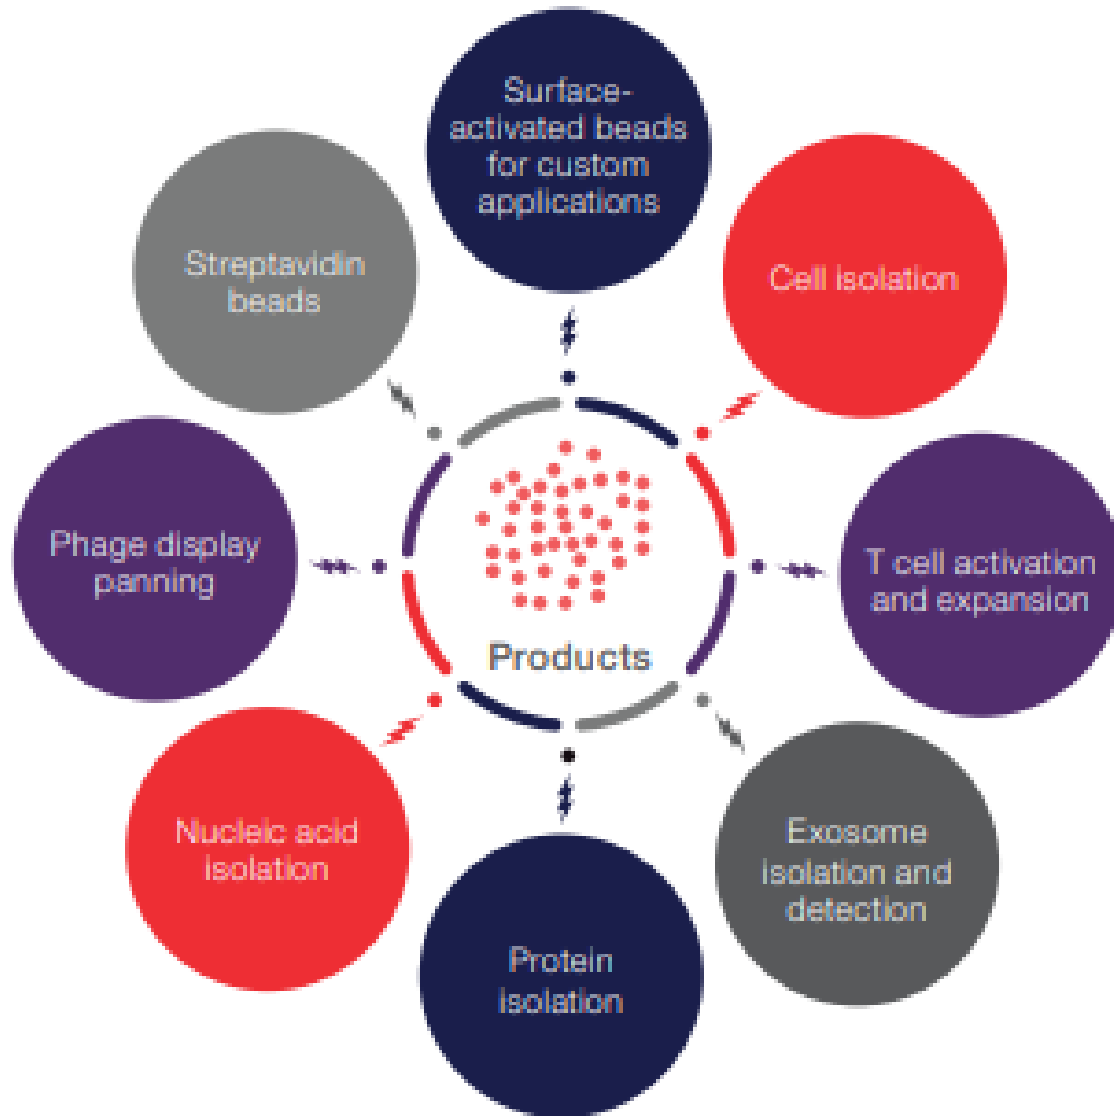 Surface-
activated beads
for custom
applications
Cell isolation
T cell activation
and expansion
Exosome
isolation and
detection
Protein
isolation
Nucleic acid
isolation
Phage display
panning
Streptavidin
beads
Products